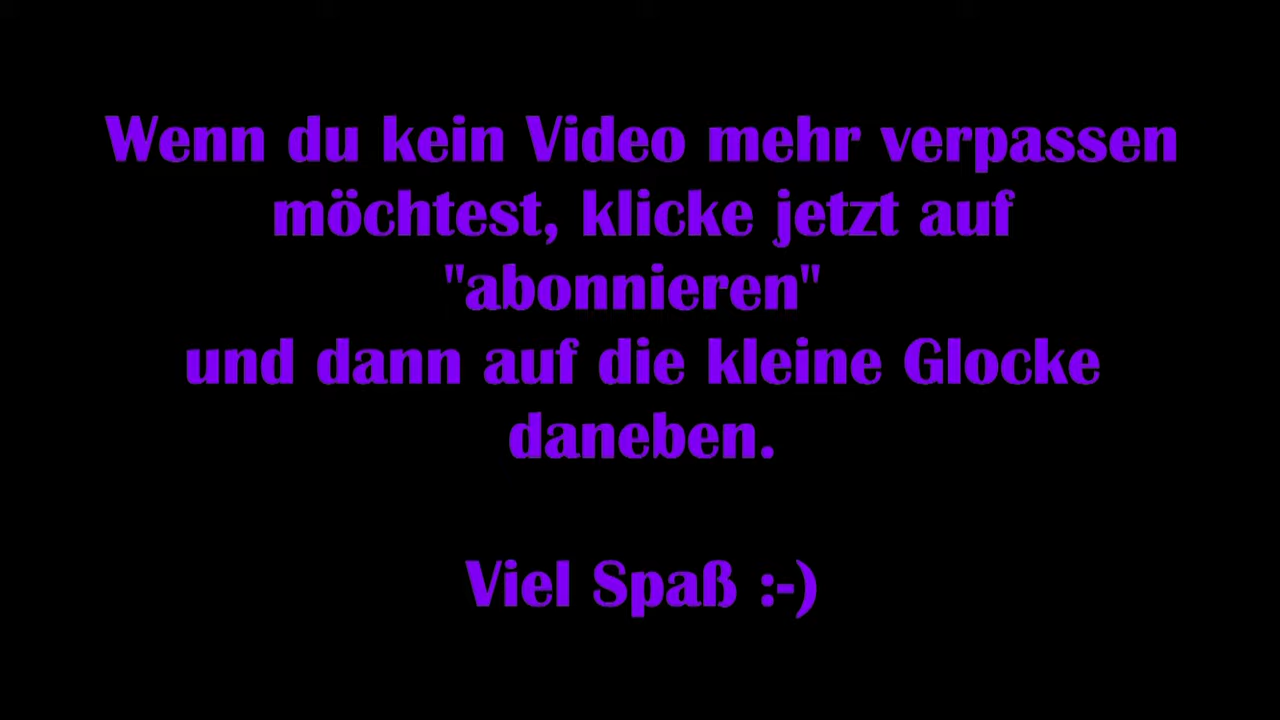 Wenn du kein Video mehr verpassen
möchtest, klicke jetzt auf
"abonnieren"
und dann auf die kleine Glocke
daneben.
Viel Spaß :-)